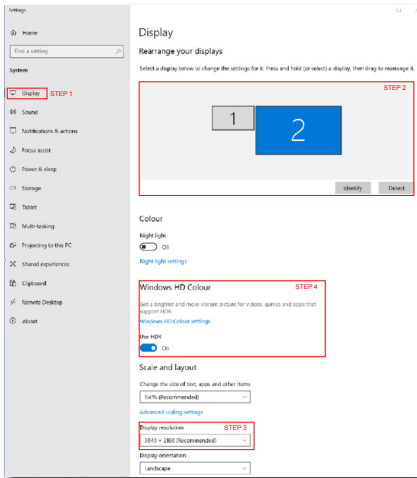 Settings
Home
Find a setting
System
Display STEP 1
Sound
Notifications & actions
Focus assist
Power & sleep
Storage
Tablet
Multi-tasking
Projecting to this PC
Shared experiences
Clipboard
Remote Desktop
About
Display
Rearrange your displays
Select a display below to change the settings for it. Press and hold (or select) a display, then drag to rearrange it.
STEP 2
1
2
Identify Detect
Colour
Night light
Off
Night light settings
Windows HD Colour STEP 4
Get a brighter and more vibrant picture for videos, games and apps that
support HDR.
Windows HD Colour settings
Use HDR
On
Scale and layout
Change the size of text, apps and other items
150% (Recommended)
Advanced scaling settings
Display resolution STEP 3
3840 × 2160 (Recommended)
Display orientation
Landscape